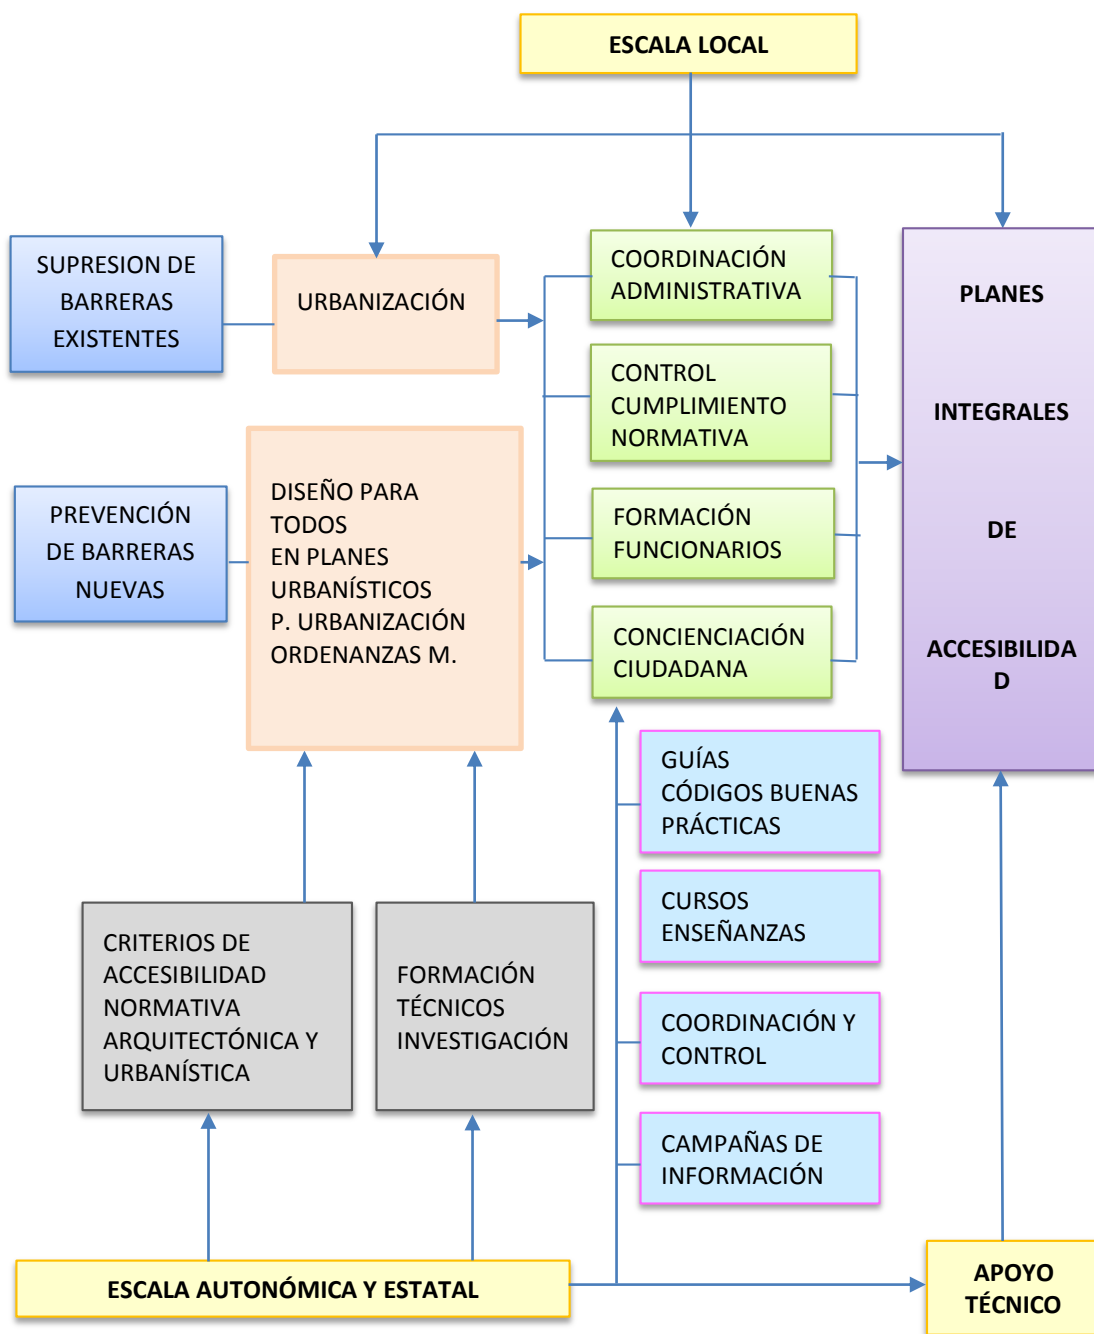 ESCALA LOCAL
SUPRESION DE
BARRERAS
EXISTENTES
URBANIZACIÓN
COORDINACIÓN
ADMINISTRATIVA
CONTROL
CUMPLIMIENTO
NORMATIVA
FORMACIÓN
FUNCIONARIOS
CONCIENCIACIÓN
CIUDADANA
PLANES
INTEGRALES
DE
ACCESIBILIDA
D
PREVENCIÓN
DE BARRERAS
NUEVAS
DISEÑO PARA
TODOS
EN PLANES
URBANÍSTICOS
P. URBANIZACIÓN
ORDENANZAS M.
GUÍAS
CÓDIGOS BUENAS
PRÁCTICAS
CURSOS
ENSEÑANZAS
COORDINACIÓN Y
CONTROL
CAMPAÑAS DE
INFORMACIÓN
CRITERIOS DE
ACCESIBILIDAD
NORMATIVA
ARQUITECTÓNICA Y
URBANÍSTICA
FORMACIÓN
TÉCNICOS
INVESTIGACIÓN
ESCALA AUTONÓMICA Y ESTATAL
APOYO
TÉCNICO